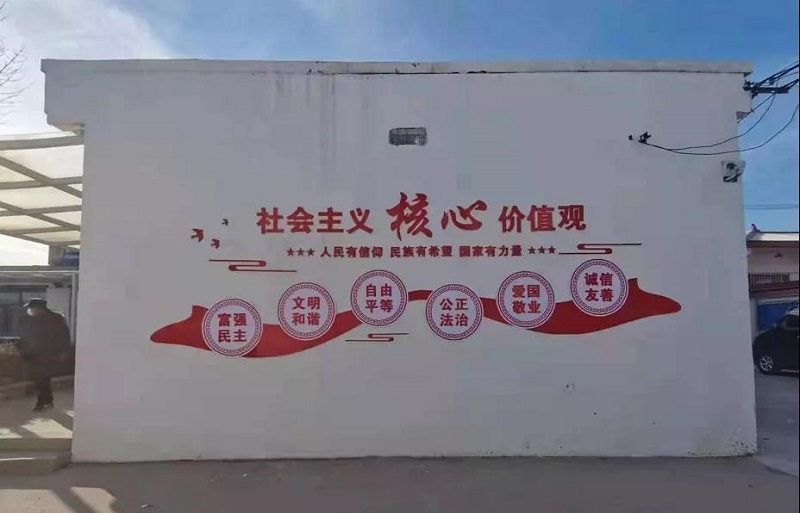 社会主义核心价值观
★★★ 人民有信仰 民族有希望 国家有力量 ★★★
富强
民主
文明
和谐
自由
平等
公正
法治
爱国
敬业
诚信
友善